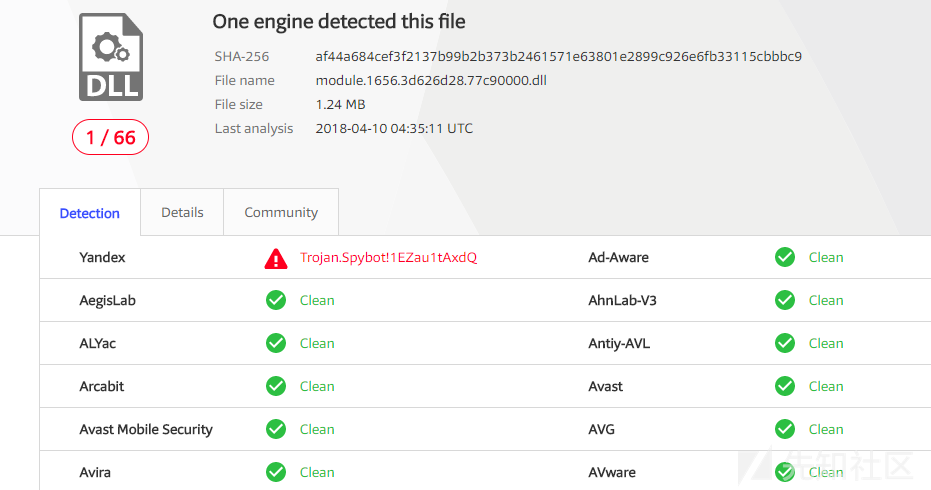 One engine detected this file
DLL
SHA-256 af44a684cef3f2137b99b2b373b2461571e63801e2899c926e6fb33115cbbbc9
File name module.1656.3d626d28.77c90000.dll
File size 1.24 MB
1 / 66
Last analysis 2018-04-10 04:35:11 UTC
Detection Details Community
Yandex Trojan.Spybot!1EZau1tAxdQ Ad-Aware Clean
AegisLab Clean AhnLab-V3 Clean
ALYac Clean Antiy-AVL Clean
Arcabit Clean Avast Clean
Avast Mobile Security Clean AVG Clean
Avira Clean AVware Clean
先知社区